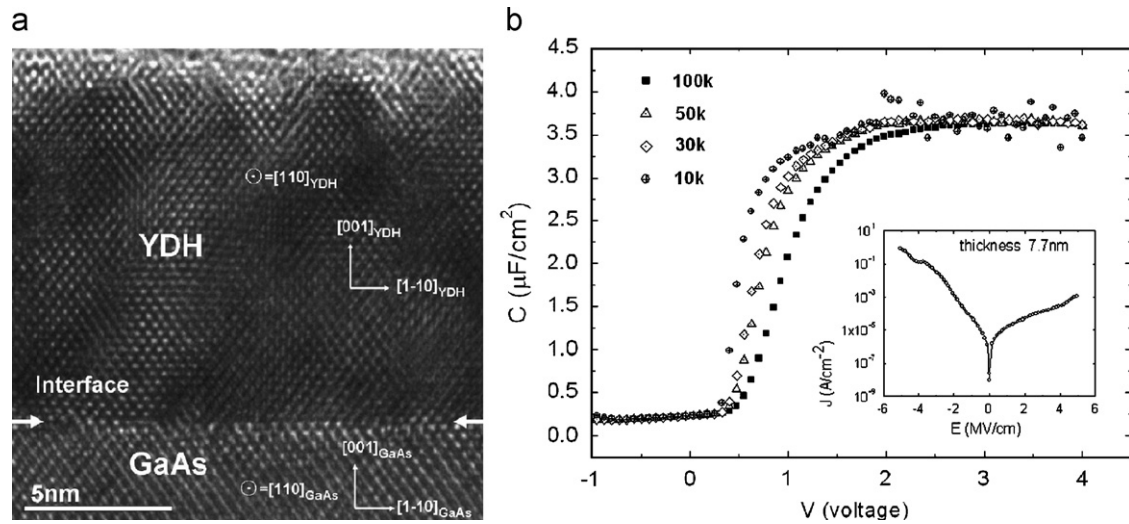 a
⊙=[110]YDH
[001]YDH
YDH
[1-10]YDH
Interface
[001]GaAs
GaAs
⊙=[110]GaAs
5nm
[1-10]GaAs
b
4.5
4.0
3.5
3.0
2.5
2.0
1.5
1.0
0.5
0.0
C (μF/cm²)
100k
50k
30k
10k
-1
0
1
2
3
4
V (voltage)
thickness 7.7nm
10⁻¹
10⁻³
1x10⁻⁵
10⁻⁷
10⁻⁹
J (A/cm⁻²)
-6
-4
-2
0
2
4
6
E (MV/cm)